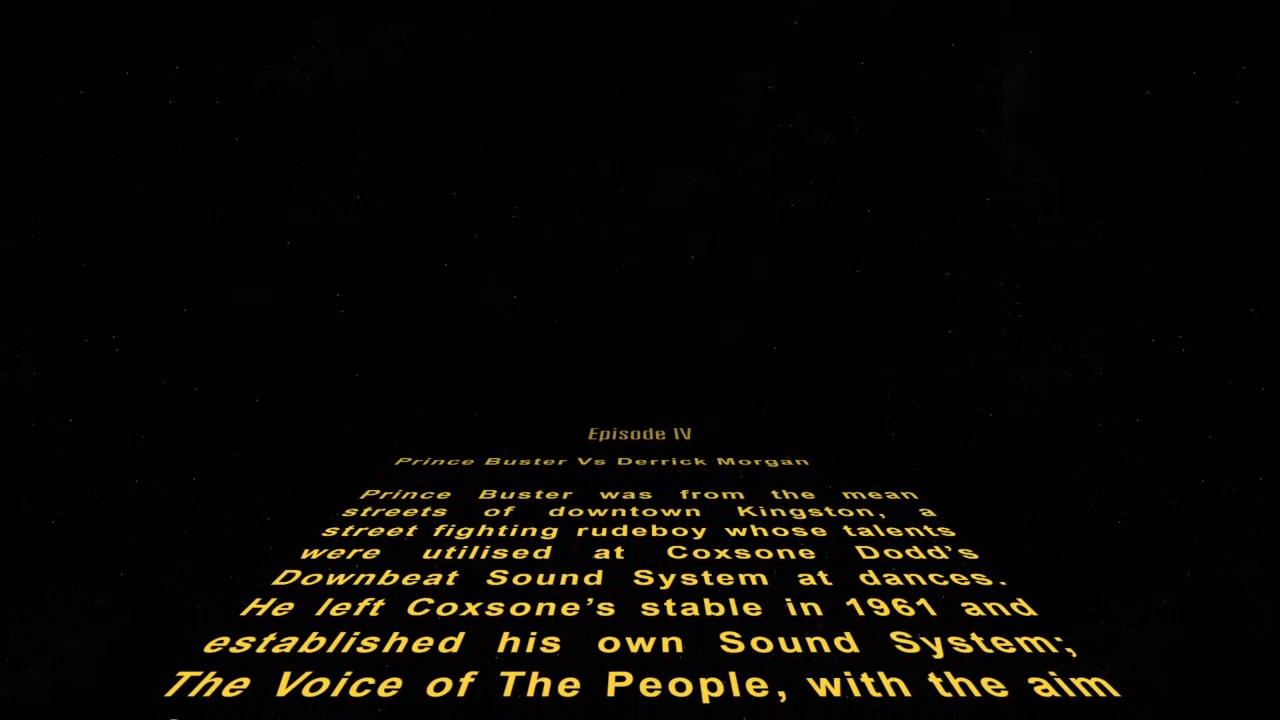 Episode IV
Prince Buster Vs Derrick Morgan
Prince Buster was from the mean
streets of downtown Kingston, a
street fighting rudeboy whose talents
were utilised at Coxsone Dodd’s
Downbeat Sound System at dances.
He left Coxsone’s stable in 1961 and
established his own Sound System;
The Voice of The People, with the aim